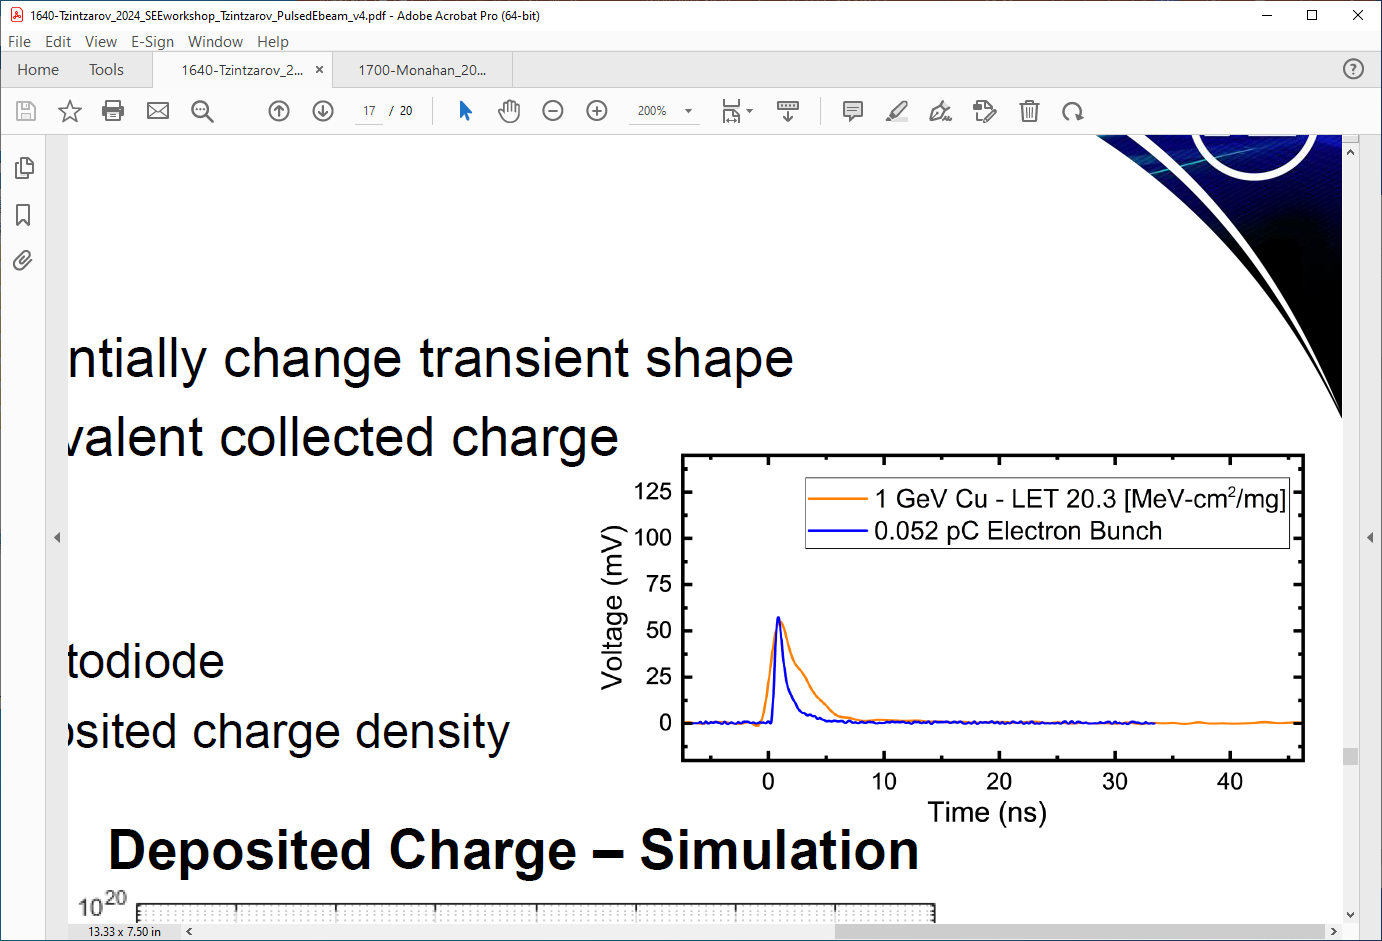 1640-Tzintzarov_2024_SEEworkshop_Tzintzarov_PulsedEbeam_v4.pdf - Adobe Acrobat Pro (64-bit)
File Edit View E-Sign Window Help
Home Tools 1640-Tzintzarov_2... × 1700-Monahan_20...
17 / 20 200%
ntially change transient shape
valent collected charge
125
100
75
50
25
0
Voltage (mV)
1 GeV Cu - LET 20.3 [MeV-cm²/mg]
0.052 pC Electron Bunch
0 10 20 30 40
Time (ns)
todiode
osited charge density
Deposited Charge – Simulation
10²⁰
13.33 x 7.50 in